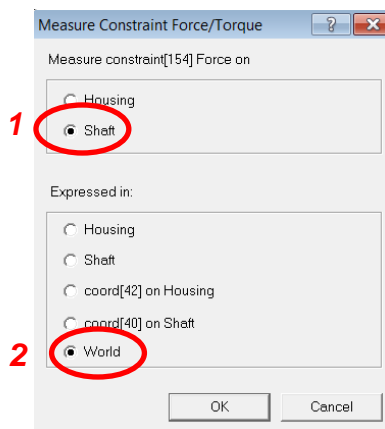 Measure Constraint Force/Torque
Measure constraint[154] Force on
Housing
1
Shaft
Expressed in:
Housing
Shaft
coord[42] on Housing
coord[40] on Shaft
2
World
OK Cancel